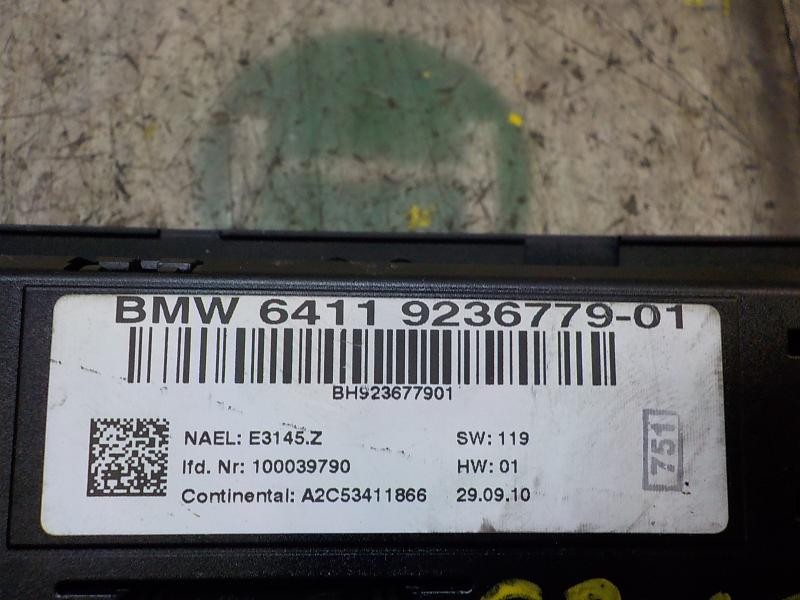 BMW 6411 9236779-01
BH923677901
NAEL: E3145.Z
SW: 119
lfd. Nr: 100039790
HW: 01
Continental: A2C53411866
29.09.10
751